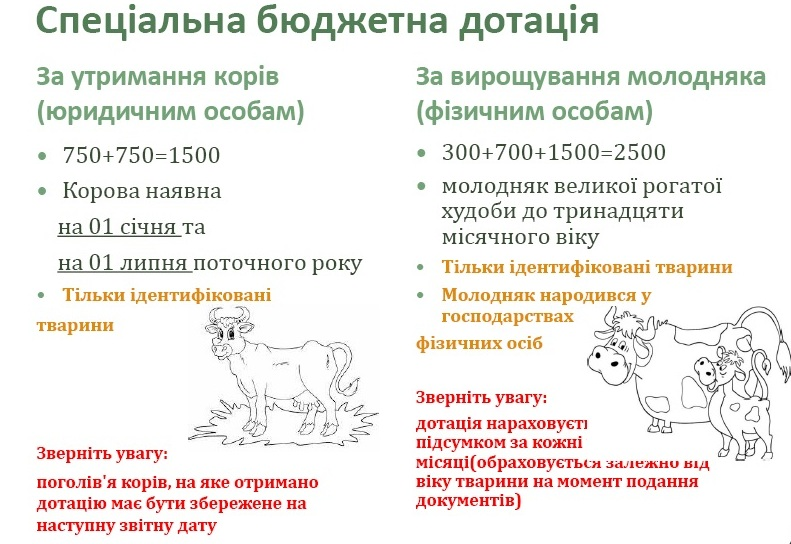 Спеціальна бюджетна дотація
За утримання корів
(юридичним особам)
• 750+750=1500
• Корова наявна
на 01 січня та
на 01 липня поточного року
• Тільки ідентифіковані
тварини
Зверніть увагу:
поголів'я корів, на яке отримано
дотацію має бути збережене на
наступну звітну дату
За вирощування молодняка
(фізичним особам)
• 300+700+1500=2500
• молодняк великої рогатої
худоби до тринадцяти
місячного віку
• Тільки ідентифіковані тварини
• Молодняк народився у
господарствах
фізичних осіб
Зверніть увагу:
дотація
підсумком за кожні
місяці(обраховується залежно від
віку тварини на момент подання
документів)